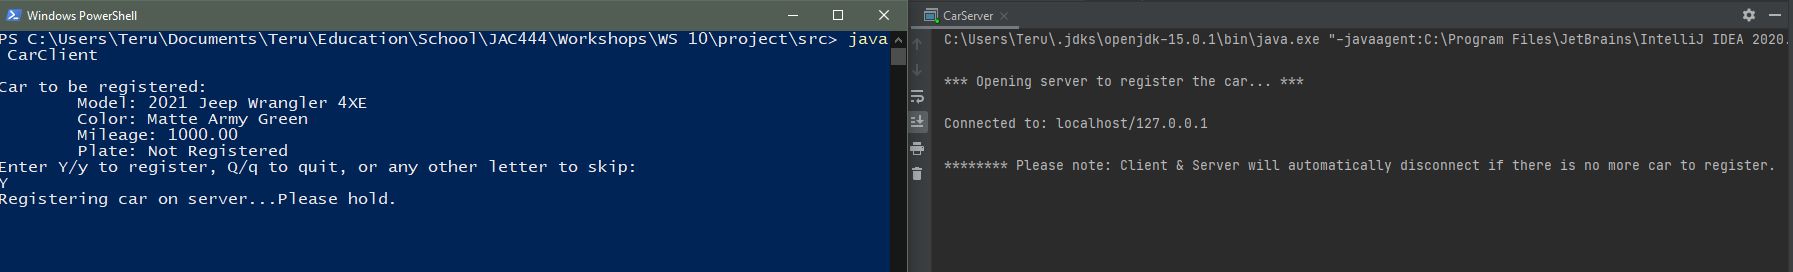 Windows PowerShell
PS C:\Users\Teru\Documents\Teru\Education\School\JAC444\Workshops\WS 10\project\src> java
CarClient
Car to be registered:
Model: 2021 Jeep Wrangler 4XE
Color: Matte Army Green
Mileage: 1000.00
Plate: Not Registered
Enter Y/y to register, Q/q to quit, or any other letter to skip:
Y
Registering car on server...Please hold.
CarServer
C:\Users\Teru\.jdks\openjdk-15.0.1\bin\java.exe "-javaagent:C:\Program Files\JetBrains\IntelliJ IDEA 2020.
*** Opening server to register the car... ***
Connected to: localhost/127.0.0.1
******** Please note: Client & Server will automatically disconnect if there is no more car to register.